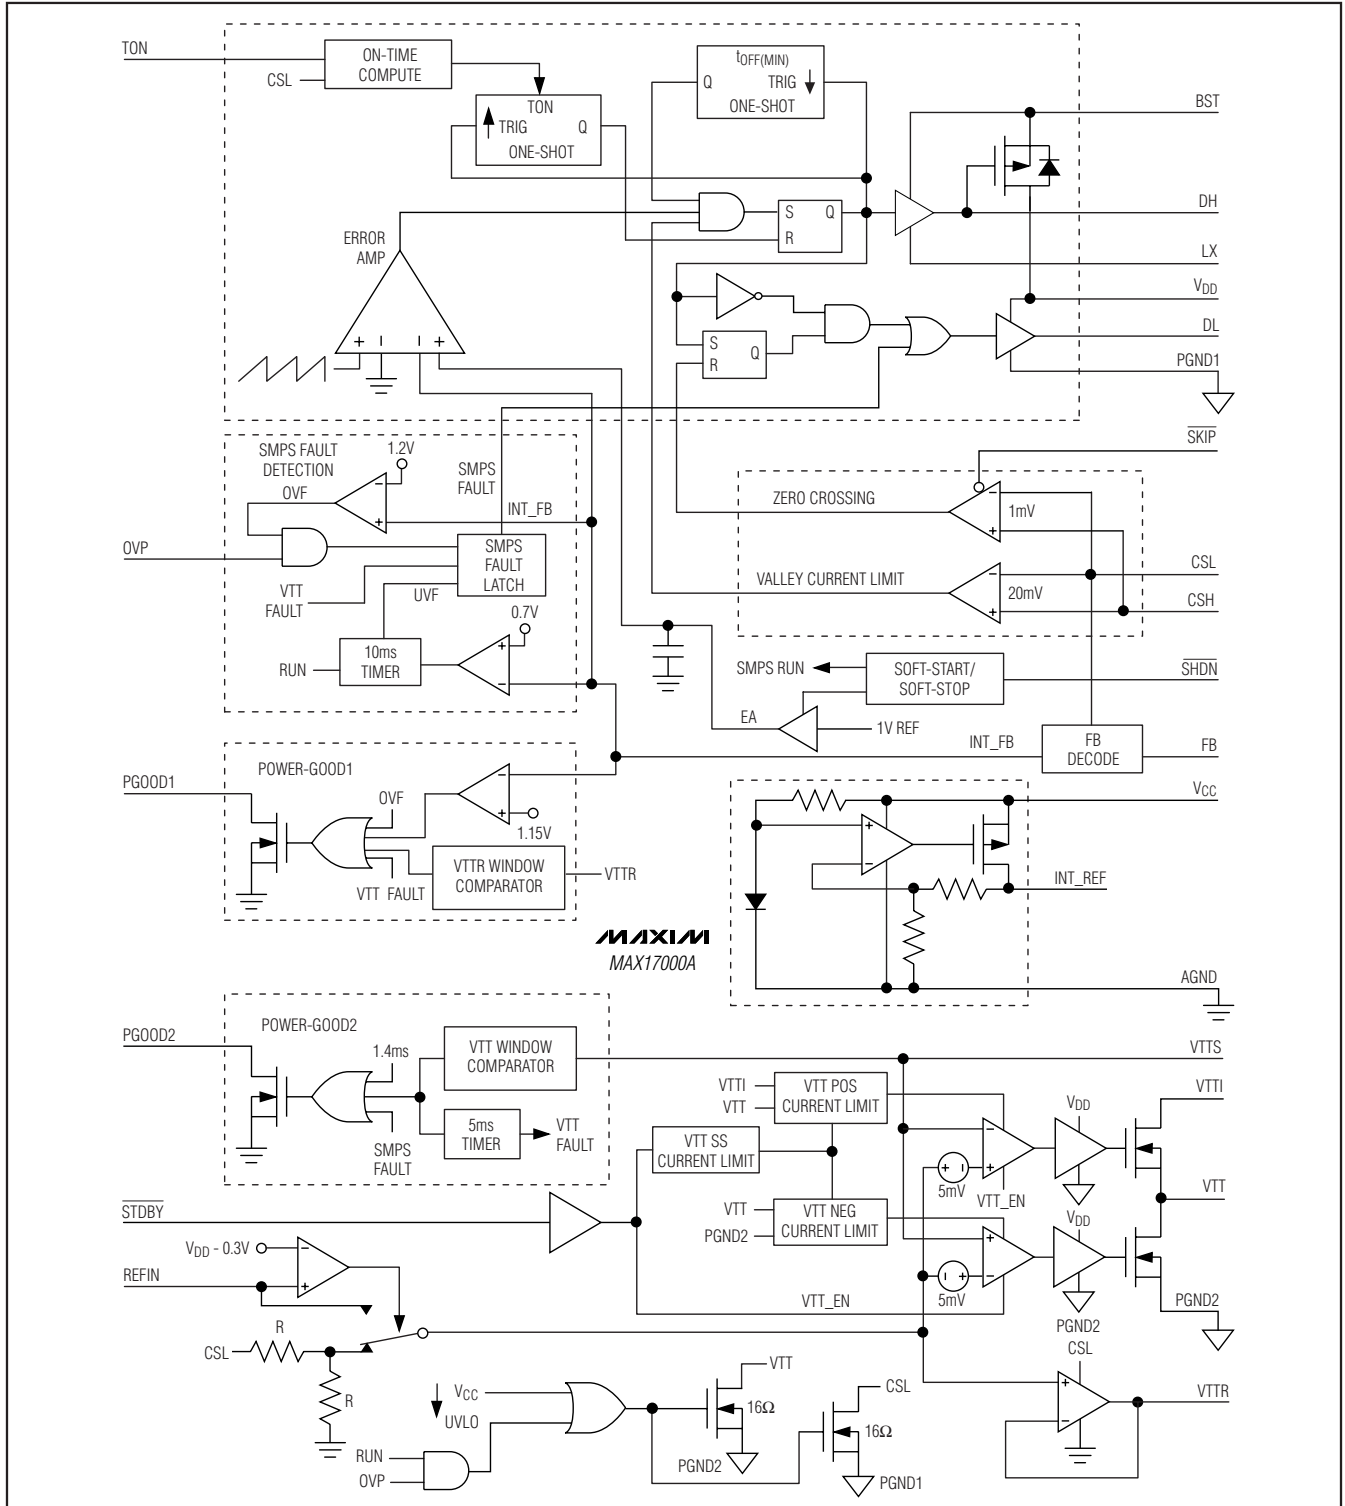 TON
ON-TIME
COMPUTE
CSL
tOFF(MIN)
Q TRIG
ONE-SHOT
TON
TRIG Q
ONE-SHOT
BST
S Q
R
DH
ERROR
AMP
LX
VDD
+ − − +
S Q
R
DL
PGND1
SMPS FAULT
DETECTION
1.2V
OVF
−
+
SMPS
FAULT
INT_FB
SKIP
ZERO CROSSING
−
1mV
+
OVP
SMPS
FAULT
LATCH
VTT
FAULT
UVF
VALLEY CURRENT LIMIT
−
20mV
+
CSL
CSH
0.7V
+
−
RUN
10ms
TIMER
SMPS RUN
SOFT-START/
SOFT-STOP
SHDN
EA
1V REF
INT_FB
FB
DECODE
FB
POWER-GOOD1
PGOOD1
OVF
−
+
1.15V
VTT FAULT
VTTR WINDOW
COMPARATOR
VTTR
VCC
+
−
INT_REF
MAXIM
MAX17000A
AGND
POWER-GOOD2
PGOOD2
1.4ms
VTT WINDOW
COMPARATOR
VTTS
SMPS
FAULT
5ms
TIMER
VTT
FAULT
VTTI
VTT
VTT POS
CURRENT LIMIT
VDD
VTTI
VTT SS
CURRENT LIMIT
−
+
+ −
5mV
VTT_EN
VTT
STDBY
VTT
PGND2
VTT NEG
CURRENT LIMIT
VDD
+
−
− +
5mV
VTT_EN
PGND2
PGND2
VDD - 0.3V
−
+
REFIN
R
CSL
R
CSL
+
−
VTTR
VCC
UVLO
RUN
OVP
VTT
16Ω
PGND2
CSL
16Ω
PGND1